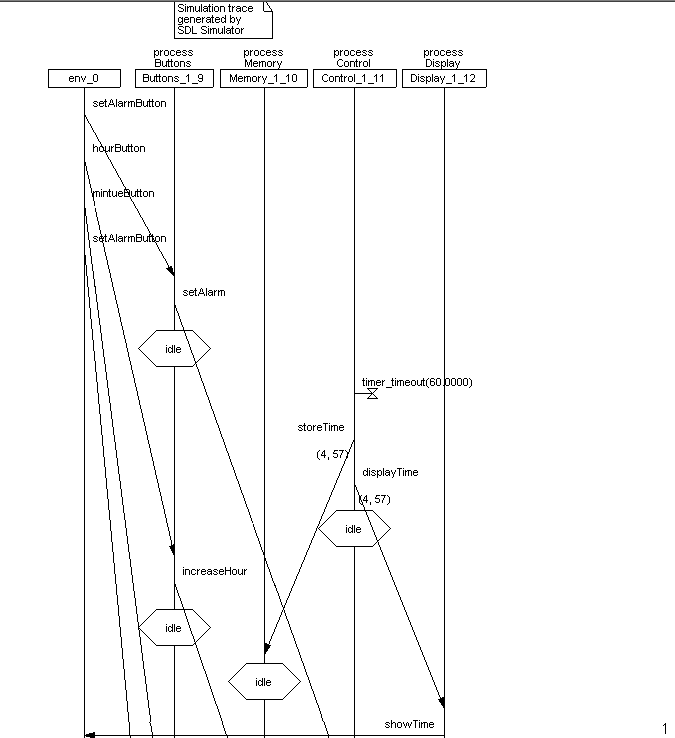 Simulation trace
generated by
SDL Simulator
process
Buttons
process
Memory
process
Control
process
Display
env_0
Buttons_1_9
Memory_1_10
Control_1_11
Display_1_12
setAlarmButton
hourButton
mintueButton
setAlarmButton
setAlarm
idle
timer_timeout(60.0000)
storeTime
(4, 57)
displayTime
(4, 57)
idle
increaseHour
idle
idle
showTime
1